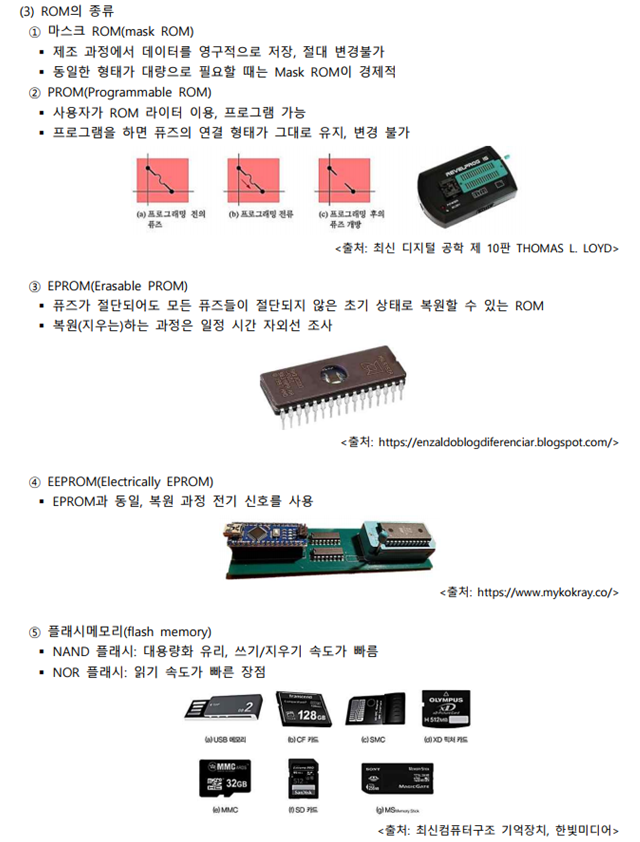 (3) ROM의 종류
① 마스크 ROM(mask ROM)
▪ 제조 과정에서 데이터를 영구적으로 저장, 절대 변경불가
▪ 동일한 형태가 대량으로 필요할 때는 Mask ROM이 경제적
② PROM(Programmable ROM)
▪ 사용자가 ROM 라이터 이용, 프로그램 가능
▪ 프로그램을 하면 퓨즈의 연결 형태가 그대로 유지, 변경 불가
REVELPROG IS
(a) 프로그래밍 전의 퓨즈
(b) 프로그래밍 전류
(c) 프로그래밍 후의 퓨즈 개방
<출처: 최신 디지털 공학 제 10판 THOMAS L. LOYD>
③ EPROM(Erasable PROM)
▪ 퓨즈가 절단되어도 모든 퓨즈들이 절단되지 않은 초기 상태로 복원할 수 있는 ROM
▪ 복원(지우는)하는 과정은 일정 시간 자외선 조사
<출처: https://enzaldoblogdiferenciar.blogspot.com/>
④ EEPROM(Electrically EPROM)
▪ EPROM과 동일, 복원 과정 전기 신호를 사용
<출처: https://www.mykokray.co/>
⑤ 플래시메모리(flash memory)
▪ NAND 플래시: 대용량화 유리, 쓰기/지우기 속도가 빠름
▪ NOR 플래시: 읽기 속도가 빠른 장점
2
Transcend
128GB
OLYMPUS
xD
H 512MB
(a) USB 메모리
(b) CF 카드
(c) SMC
(d) XD 픽처 카드
MMC
32GB
SanDisk
SONY
MAGICGATE
(e) MMC
(f) SD 카드
(g) MS(Memory Stick)
<출처: 최신컴퓨터구조 기억장치, 한빛미디어>